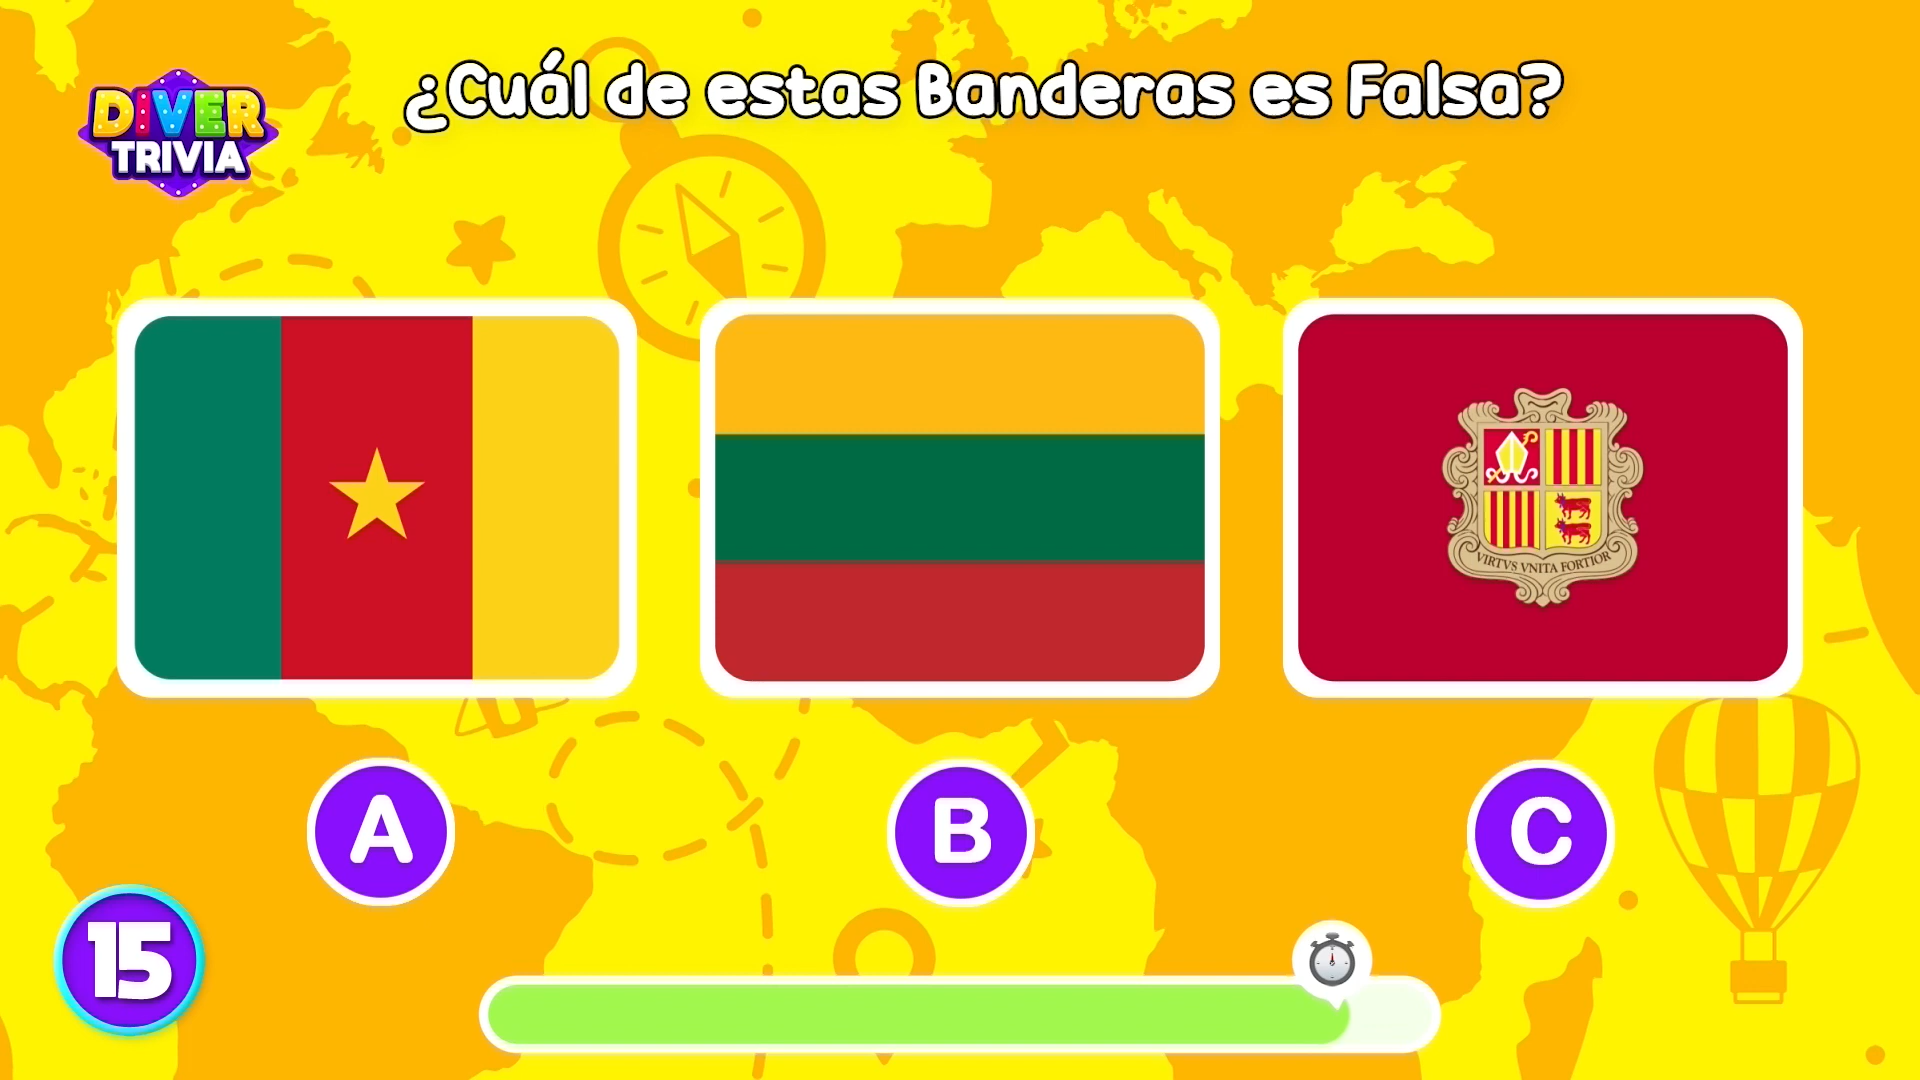 ¿Cuál de estas Banderas es Falsa?
DIVER
TRIVIA
VIRTVS VNITA FORTIOR
A
B
C
15